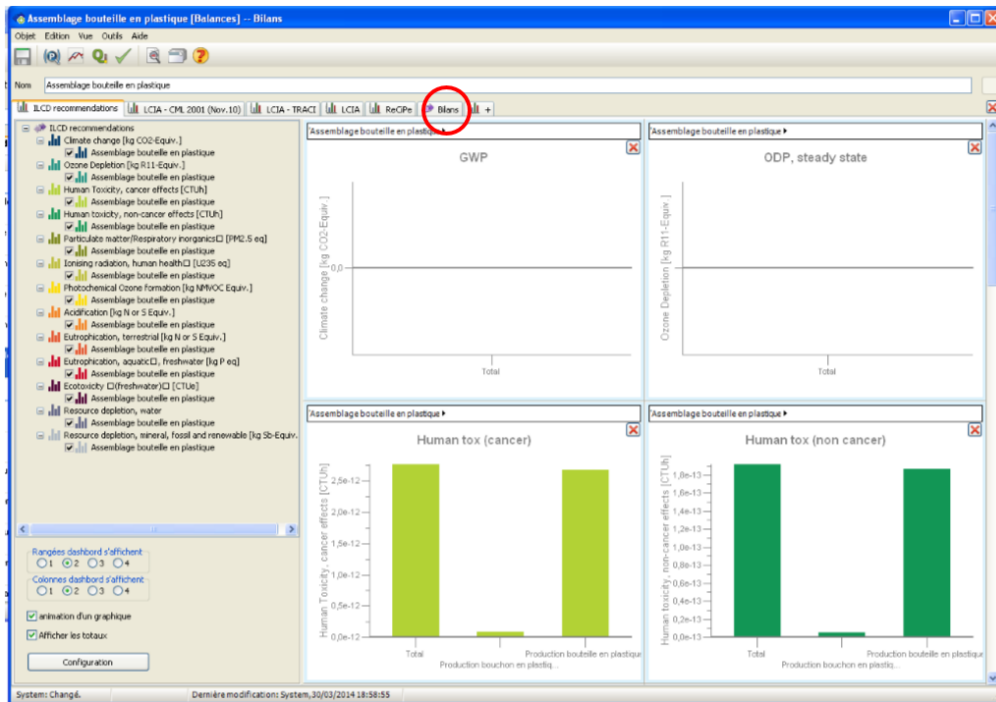 Assemblage bouteille en plastique [Balances] -- Bilans
Objet Edition Vue Outils Aide
Nom Assemblage bouteille en plastique
ILCD recommendations LCIA - CML 2001 (Nov.10) LCIA - TRACI LCIA ReCiPe Bilans +
ILCD recommendations
Climate change [kg CO2-Equiv.]
Assemblage bouteille en plastique
Ozone Depletion [kg R11-Equiv.]
Assemblage bouteille en plastique
Human Toxicity, cancer effects [CTUh]
Assemblage bouteille en plastique
Human toxicity, non-cancer effects [CTUh]
Assemblage bouteille en plastique
Particulate matter/Respiratory inorganics□ [PM2.5 eq]
Assemblage bouteille en plastique
Ionising radiation, human health□ [U235 eq]
Assemblage bouteille en plastique
Photochemical Ozone formation [kg NMVOC Equiv.]
Assemblage bouteille en plastique
Acidification [kg N or S Equiv.]
Assemblage bouteille en plastique
Eutrophication, terrestrial [kg N or S Equiv.]
Assemblage bouteille en plastique
Eutrophication, aquatic□, freshwater [kg P eq]
Assemblage bouteille en plastique
Ecotoxicity □(freshwater)□ [CTUe]
Assemblage bouteille en plastique
Resource depletion, water
Assemblage bouteille en plastique
Resource depletion, mineral, fossil and renewable [kg Sb-Equiv.
Assemblage bouteille en plastique
Rangées dashbord s'affichent
1 2 3 4
Colonnes dashbord s'affichent
1 2 3 4
animation d'un graphique
Afficher les totaux
Configuration
'Assemblage bouteille en plastique
GWP
Climate change [kg CO2-Equiv.]
0,0
Total
'Assemblage bouteille en plastique
ODP, steady state
Ozone Depletion [kg R11-Equiv.]
Total
'Assemblage bouteille en plastique
Human tox (cancer)
Human Toxicity, cancer effects [CTUh]
2,5e-12
2,0e-12
1,5e-12
1,0e-12
0,5e-12
0,0e-12
Total Production bouteille en plastique
Production bouchon en plastiq...
'Assemblage bouteille en plastique
Human tox (non cancer)
Human toxicity, non-cancer effects [CTUh]
1,8e-13
1,6e-13
1,4e-13
1,2e-13
1,0e-13
0,8e-13
0,6e-13
0,4e-13
0,2e-13
0,0e-13
Total Production bouteille en plastique
Production bouchon en plastiq...
System: Changé. Dernière modification: System, 30/03/2014 18:58:55